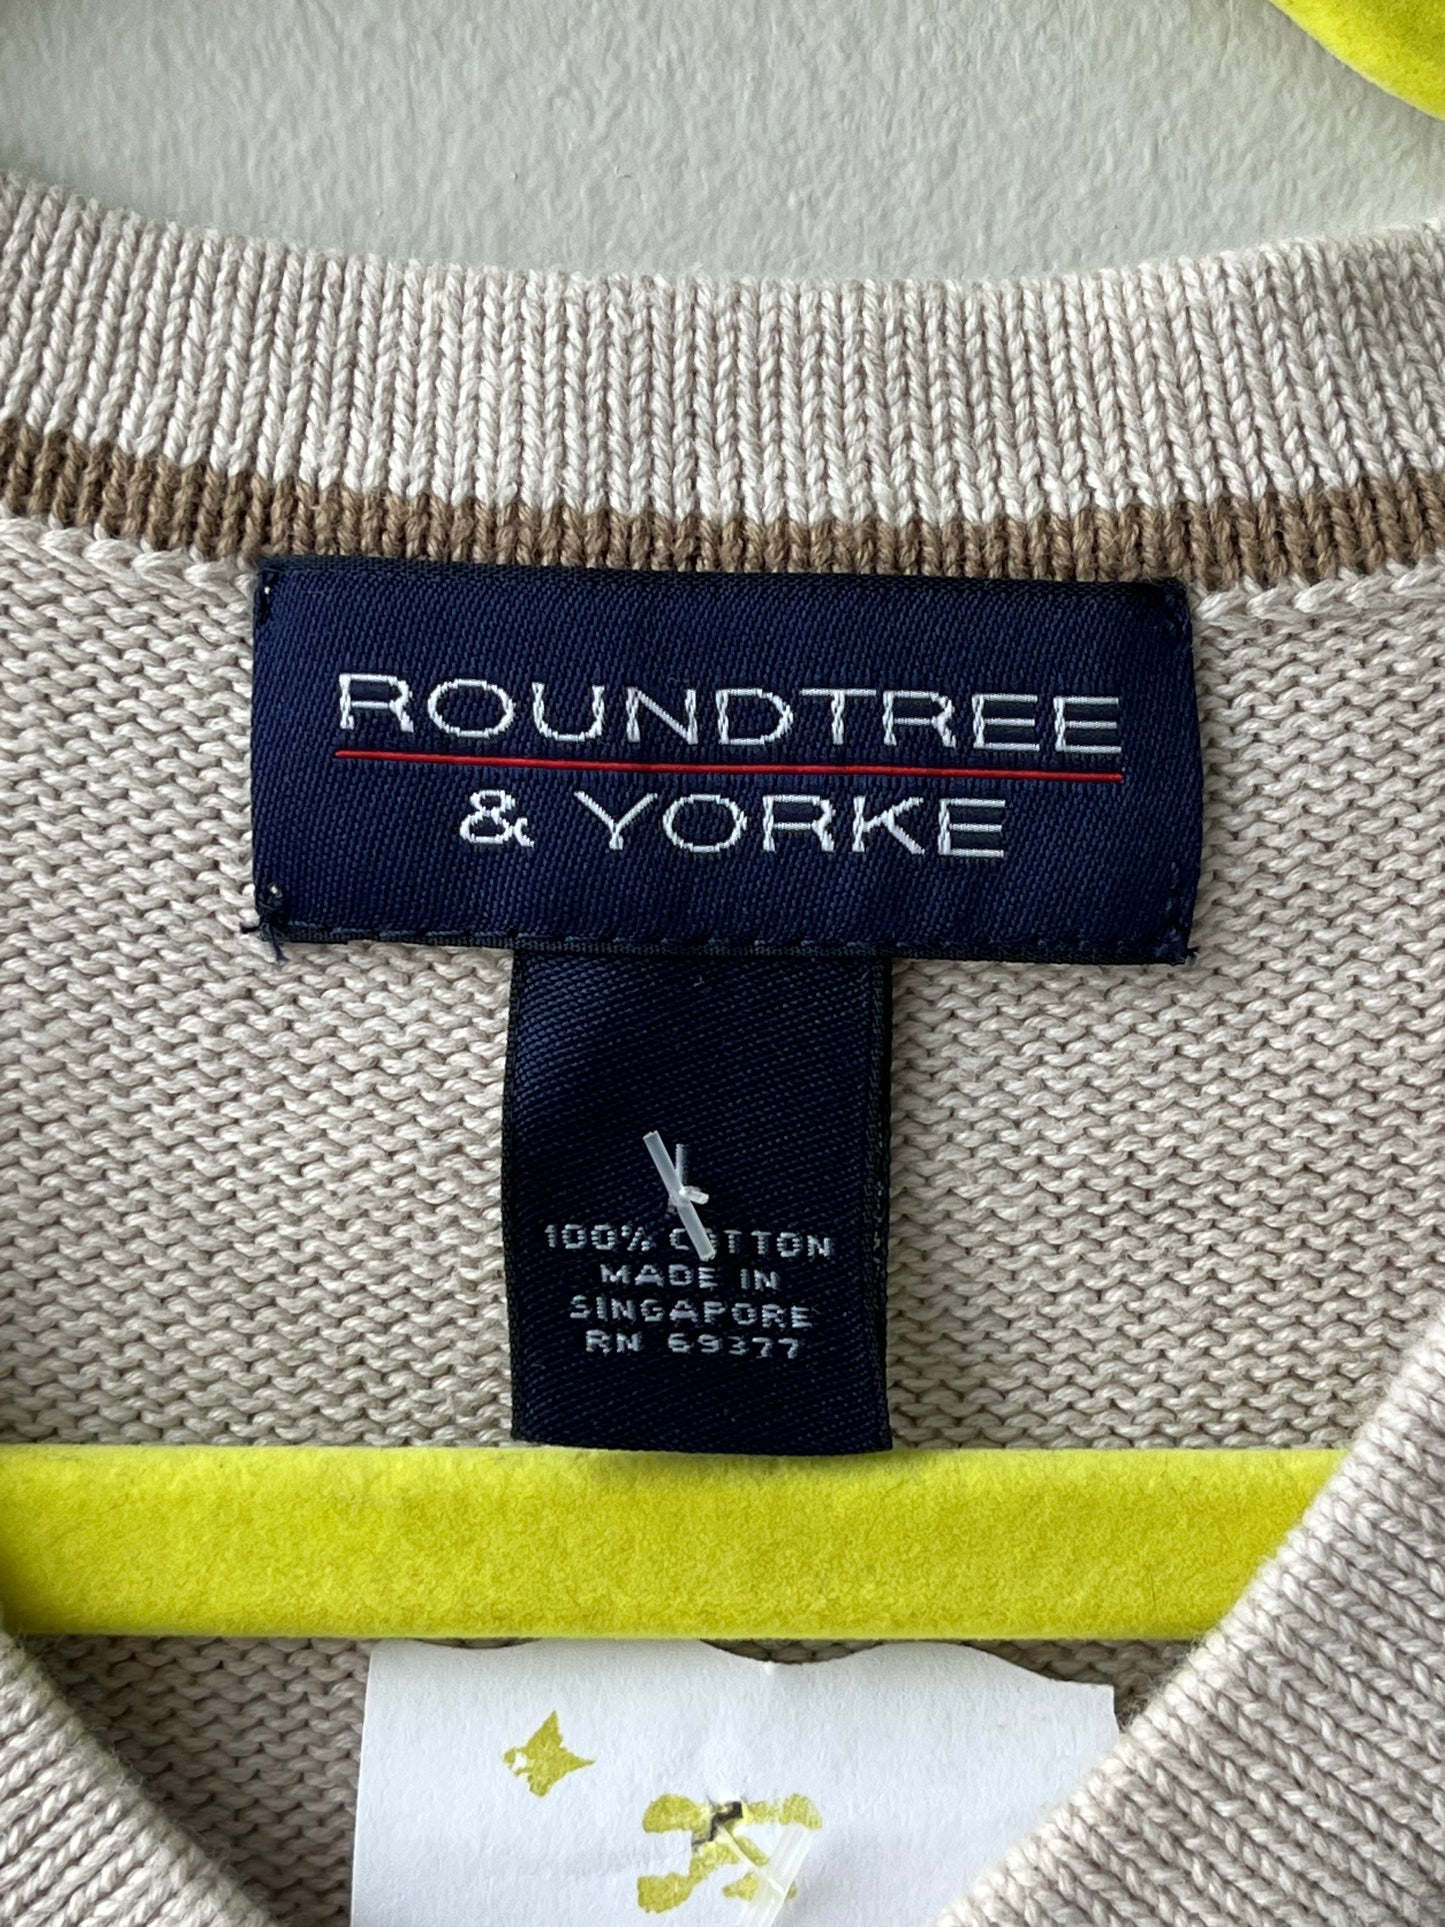 ROUNDTREE
& YORKE
L
100% COTTON
MADE IN
SINGAPORE
RN 69377